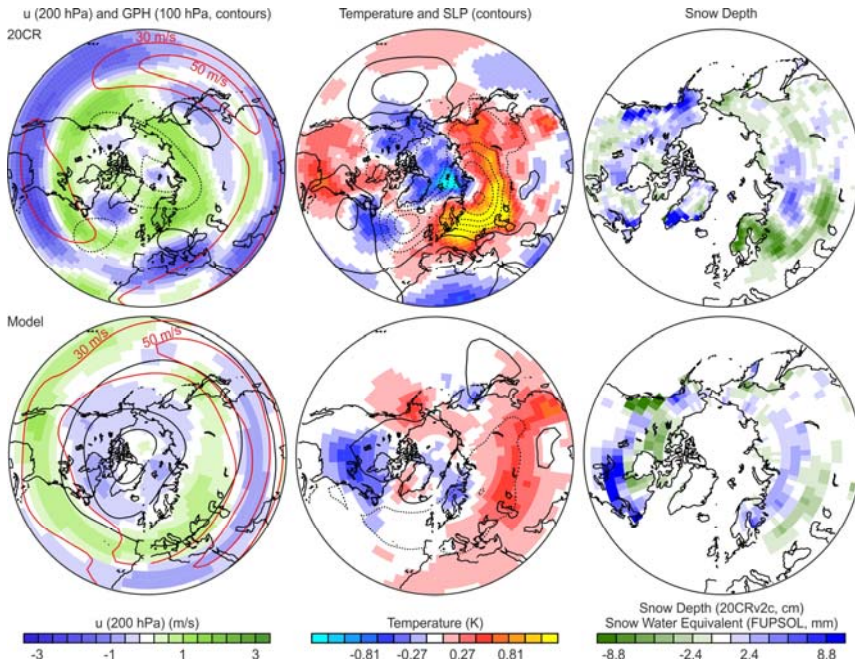 u (200 hPa) and GPH (100 hPa, contours)
Temperature and SLP (contours)
Snow Depth
20CR
30 m/s
50 m/s
Model
30 m/s
50 m/s
u (200 hPa) (m/s)
-3 -1 1 3
Temperature (K)
-0.81 -0.27 0.27 0.81
Snow Depth (20CRv2c, cm)
Snow Water Equivalent (FUPSOL, mm)
-8.8 -2.4 2.4 8.8